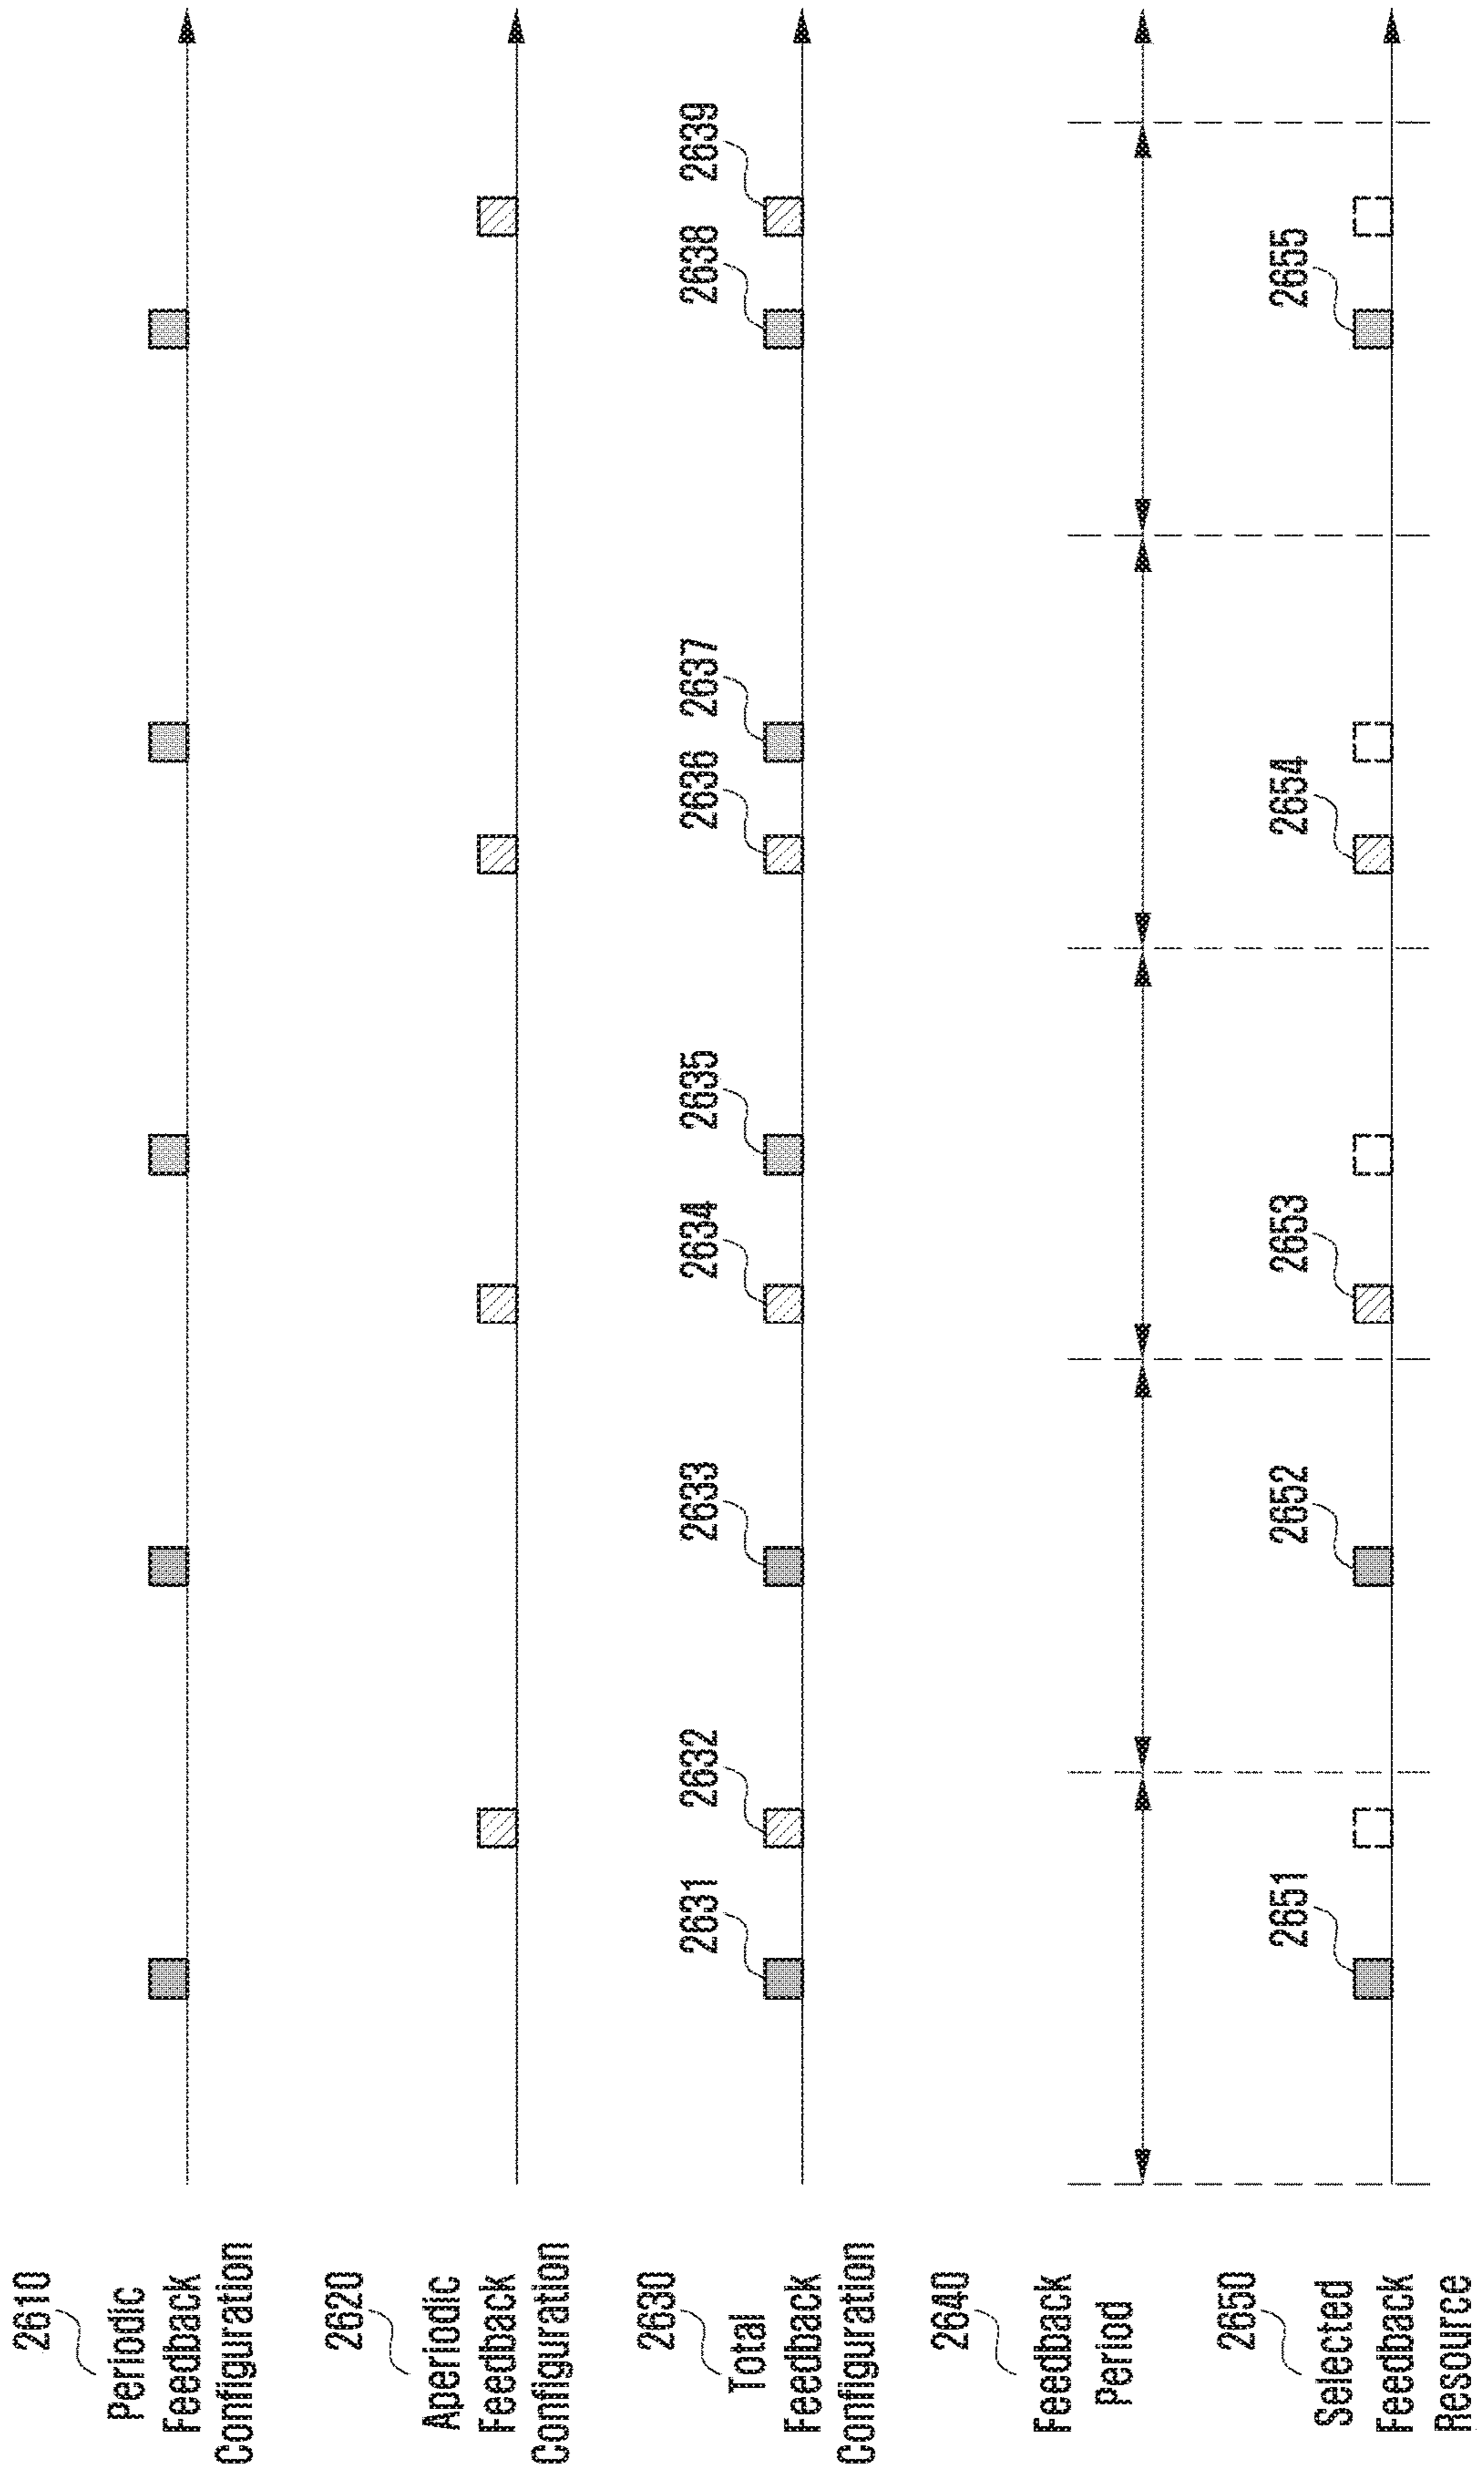 2610
Periodic
Feedback
Configuration
2620
Aperiodic
Feedback
Configuration
2630
Total
Feedback
Configuration
2631
2632
2633
2634
2635
2636
2637
2638
2639
2640
Feedback
Period
2650
Selected
Feedback
Resource
2651
2652
2653
2654
2655